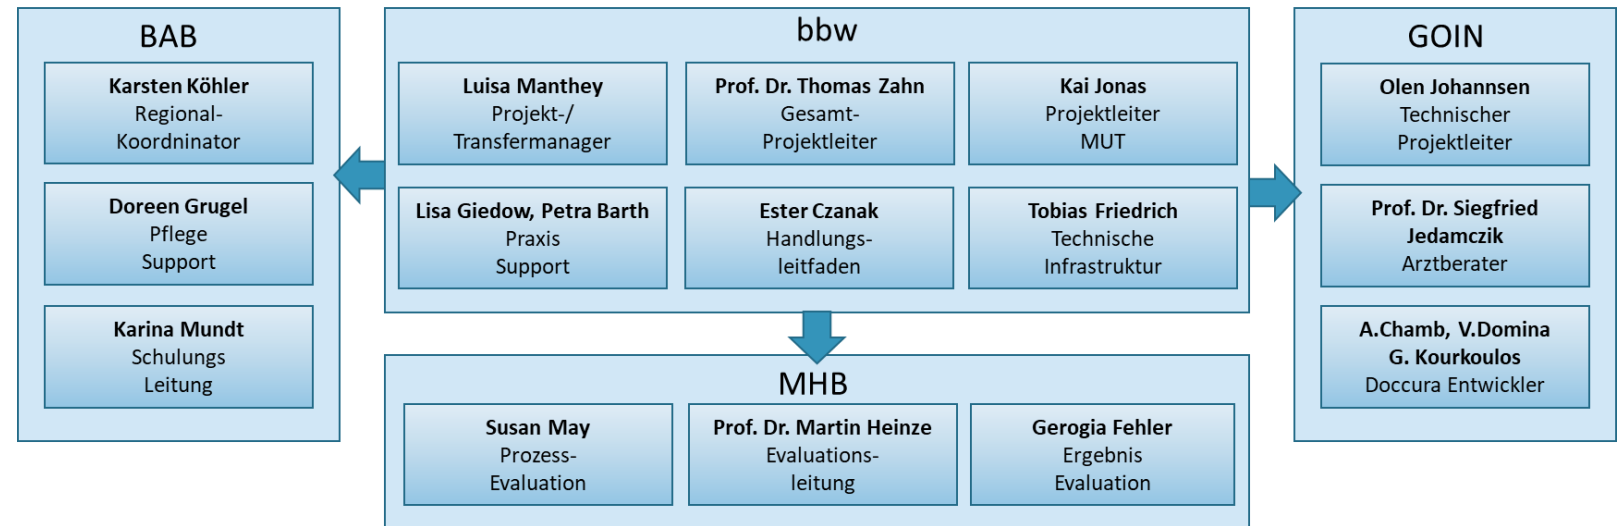 BAB
Karsten Köhler
Regional-
Koordninator
Doreen Grugel
Pflege
Support
Karina Mundt
Schulungs
Leitung
bbw
Luisa Manthey
Projekt-/
Transfermanager
Prof. Dr. Thomas Zahn
Gesamt-
Projektleiter
Kai Jonas
Projektleiter
MUT
Lisa Giedow, Petra Barth
Praxis
Support
Ester Czanak
Handlungs-
leitfaden
Tobias Friedrich
Technische
Infrastruktur
MHB
Susan May
Prozess-
Evaluation
Prof. Dr. Martin Heinze
Evaluations-
leitung
Gerogia Fehler
Ergebnis
Evaluation
GOIN
Olen Johannsen
Technischer
Projektleiter
Prof. Dr. Siegfried
Jedamczik
Arztberater
A.Chamb, V.Domina
G. Kourkoulos
Doccura Entwickler